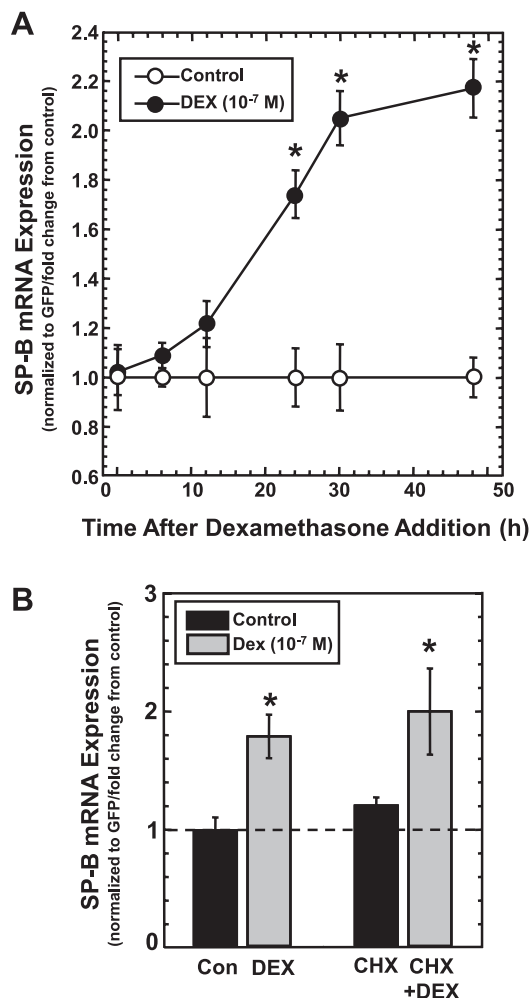 A
2.4
2.2
2.0
1.8
1.6
1.4
1.2
1.0
0.8
0.6
SP-B mRNA Expression
(normalized to GFP/fold change from control)
Control
DEX (10⁻⁷ M)
*
*
*
0 10 20 30 40 50
Time After Dexamethasone Addition (h)
B
3
2
1
0
SP-B mRNA Expression
(normalized to GFP/fold change from control)
Control
Dex (10⁻⁷ M)
*
*
Con DEX CHX CHX
+DEX